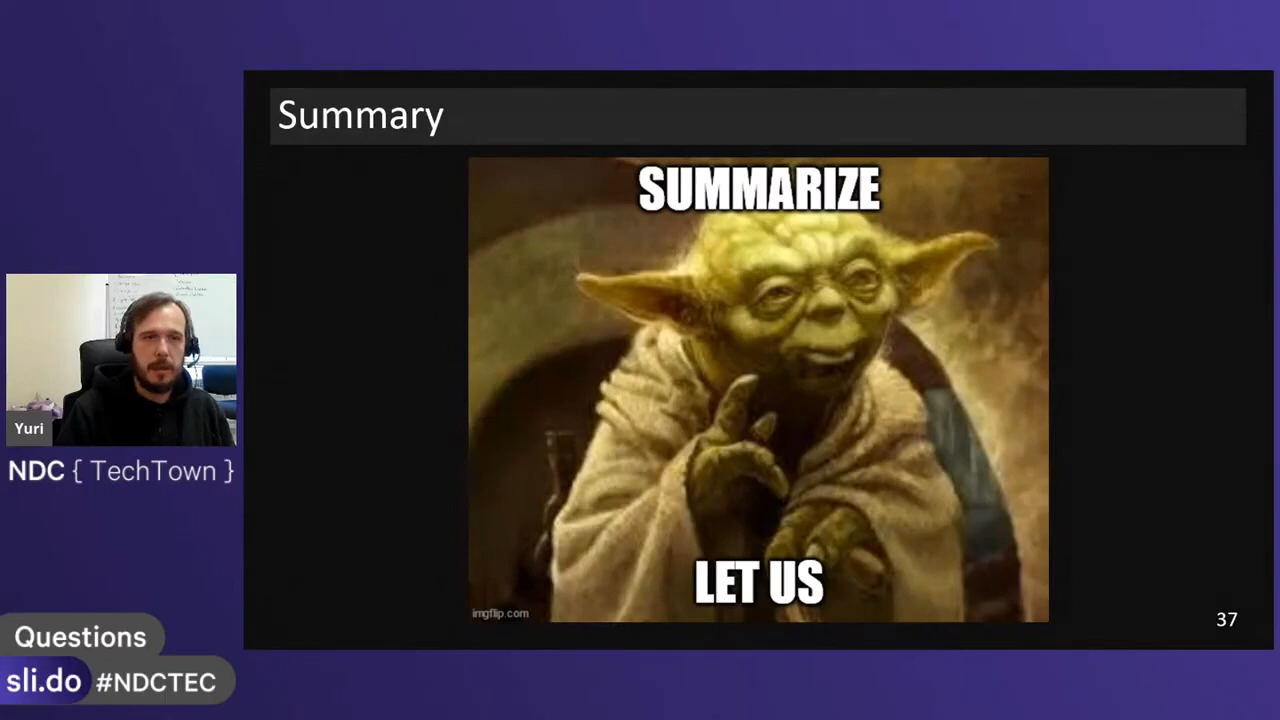 Summary
SUMMARIZE
LET US
imgflip.com
37
Yuri
NDC { TechTown }
Questions
sli.do #NDCTEC